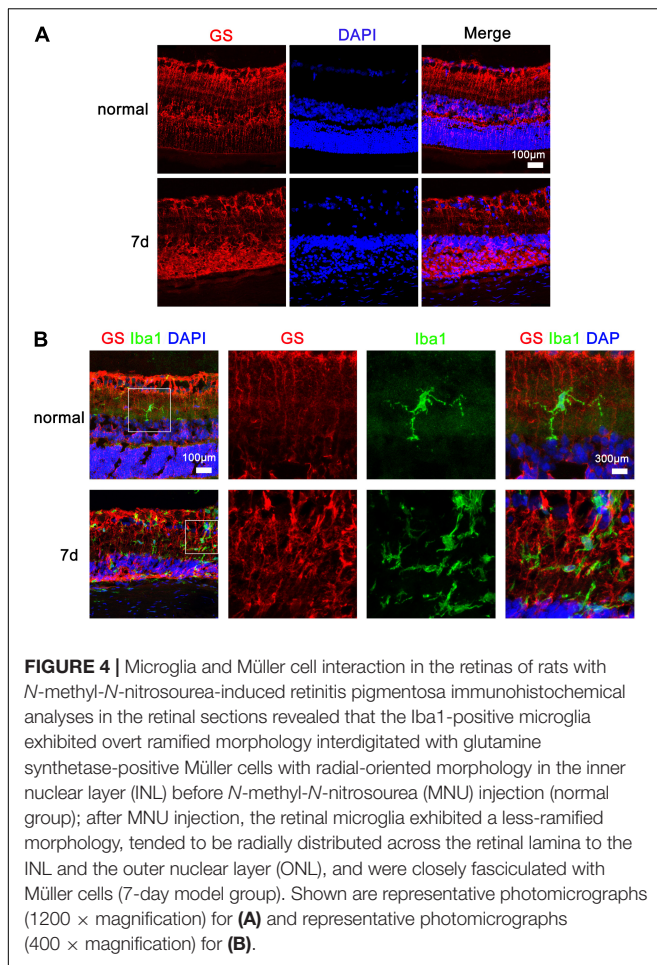 A
GS DAPI Merge
normal
100μm
7d
100μm
B
GS Iba1 DAPI GS Iba1 GS Iba1 DAP
normal
100μm 300μm
7d
FIGURE 4 | Microglia and Müller cell interaction in the retinas of rats with
N-methyl-N-nitrosourea-induced retinitis pigmentosa immunohistochemical
analyses in the retinal sections revealed that the Iba1-positive microglia
exhibited overt ramified morphology interdigitated with glutamine
synthetase-positive Müller cells with radial-oriented morphology in the inner
nuclear layer (INL) before N-methyl-N-nitrosourea (MNU) injection (normal
group); after MNU injection, the retinal microglia exhibited a less-ramified
morphology, tended to be radially distributed across the retinal lamina to the
INL and the outer nuclear layer (ONL), and were closely fasciculated with
Müller cells (7-day model group). Shown are representative photomicrographs
(1200 × magnification) for (A) and representative photomicrographs
(400 × magnification) for (B).